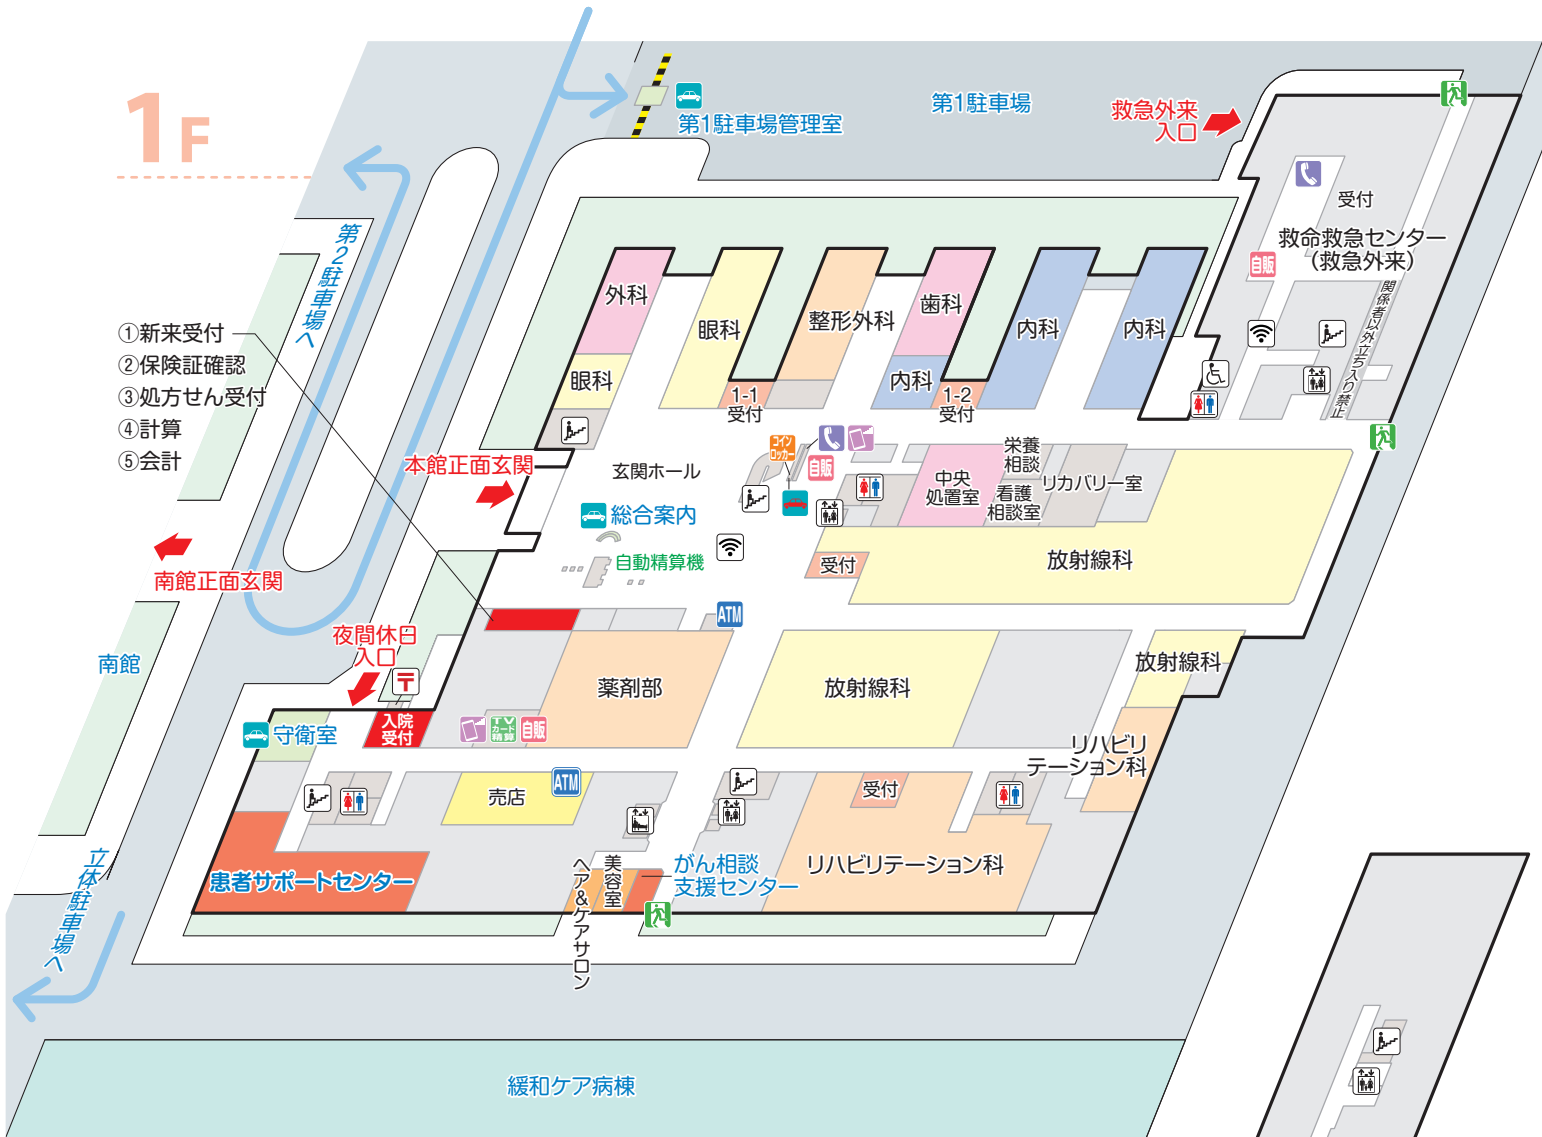 1F
第1駐車場管理室
第1駐車場
救急外来
入口
受付
救命救急センター
（救急外来）
自販
関係者以外立ち入り禁止
第2駐車場へ
①新来受付
②保険証確認
③処方せん受付
④計算
⑤会計
外科
眼科
眼科
整形外科
歯科
内科
内科
内科
1-1
受付
1-2
受付
本館正面玄関
玄関ホール
コイン
ロッカー
自販
総合案内
自動精算機
中央
処置室
栄養
相談
看護
相談室
リカバリー室
放射線科
受付
南館正面玄関
ATM
夜間休日
入口
〒
南館
薬剤部
放射線科
放射線科
守衛室
入院
受付
TV
カード
精算
自販
リハビリ
テーション科
売店
ATM
受付
患者サポートセンター
ヘア&ケアサロン
美容室
がん相談
支援センター
リハビリテーション科
立体駐車場へ
緩和ケア病棟